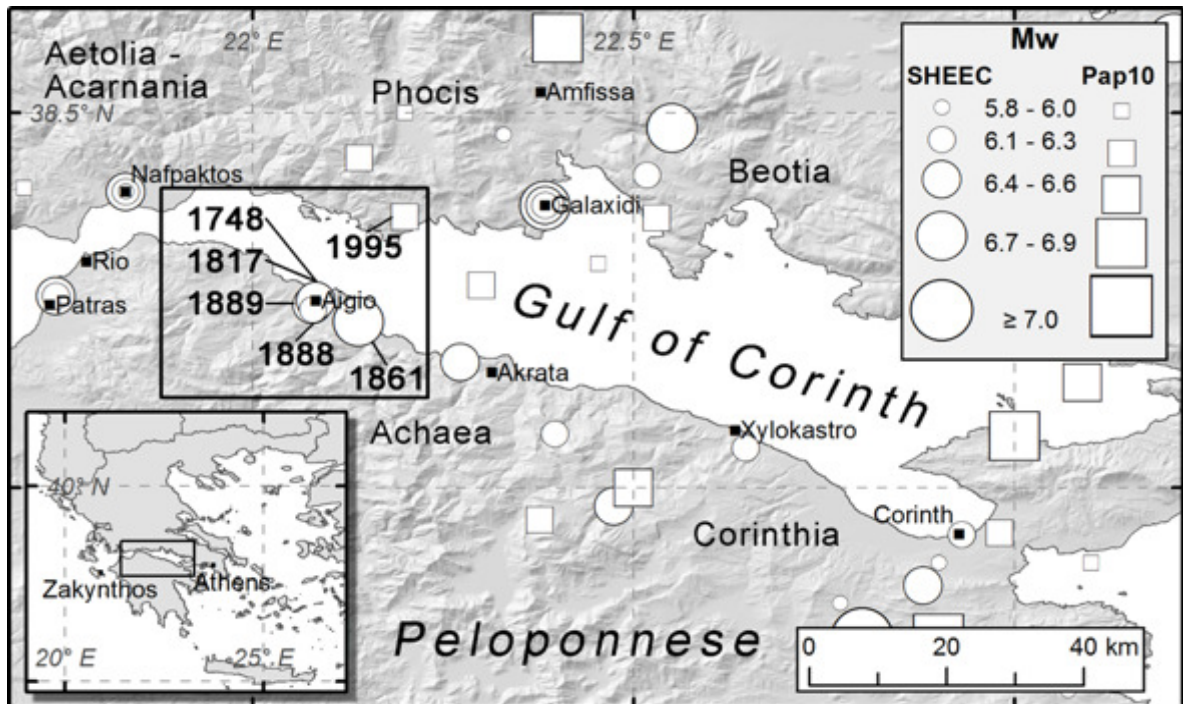 Aetolia -
Acarnania
22° E
22.5° E
Mw
SHEEC
Pap10
5.8 - 6.0
6.1 - 6.3
6.4 - 6.6
6.7 - 6.9
≥ 7.0
38.5° N
Phocis
Amfissa
Nafpaktos
Beotia
Galaxidi
1748
1995
1817
Rio
1889
Aigio
Patras
1888
1861
Gulf of Corinth
Akrata
Achaea
Xylokastro
Corinth
Corinthia
Peloponnese
40° N
Zakynthos
Athens
20° E
25° E
0
20
40 km